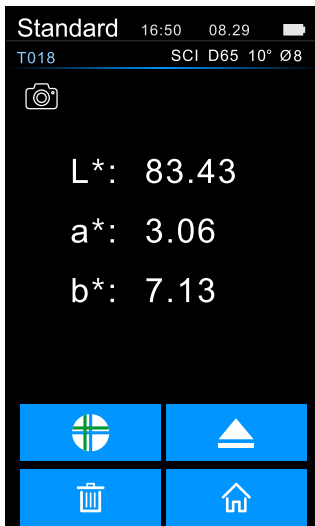 Standard 16:50 08.29
T018 SCI D65 10° Ø8
L*: 83.43
a*: 3.06
b*: 7.13